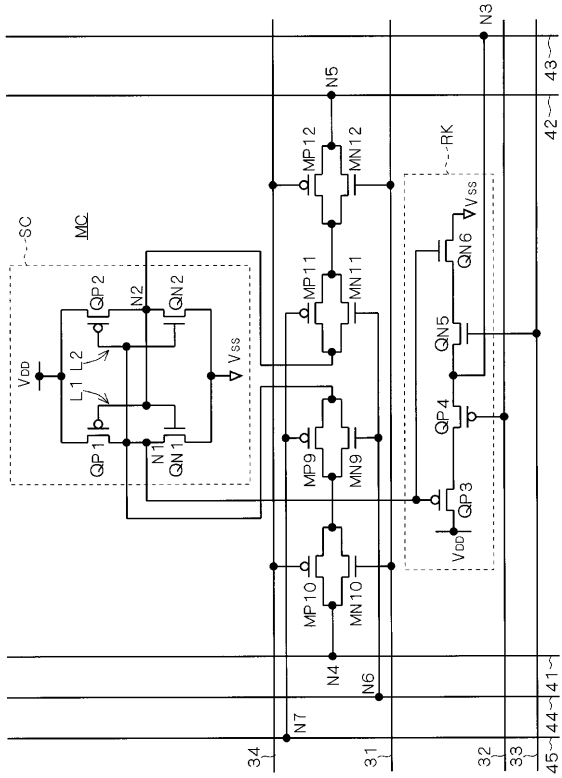 SC
MC
VDD
L1 L2
QP1
QP2
N1
N2
QN1
QN2
VSS
N3
N5
MP10
MP9
MP11
MP12
MN10
MN9
MN11
MN12
N4
N6
N7
RK
VDD
QP3
QP4
QN5
QN6
VSS
34
31
32
33
41
44
45
42
43